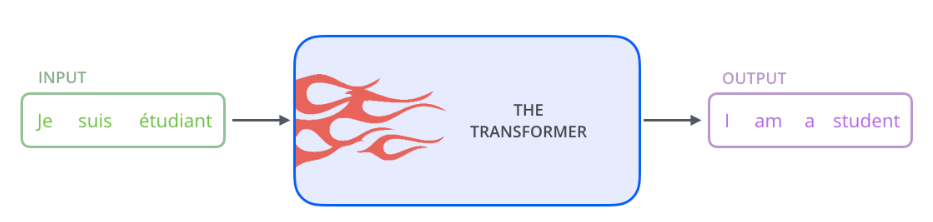 INPUT
Je suis étudiant
THE
TRANSFORMER
OUTPUT
I am a student